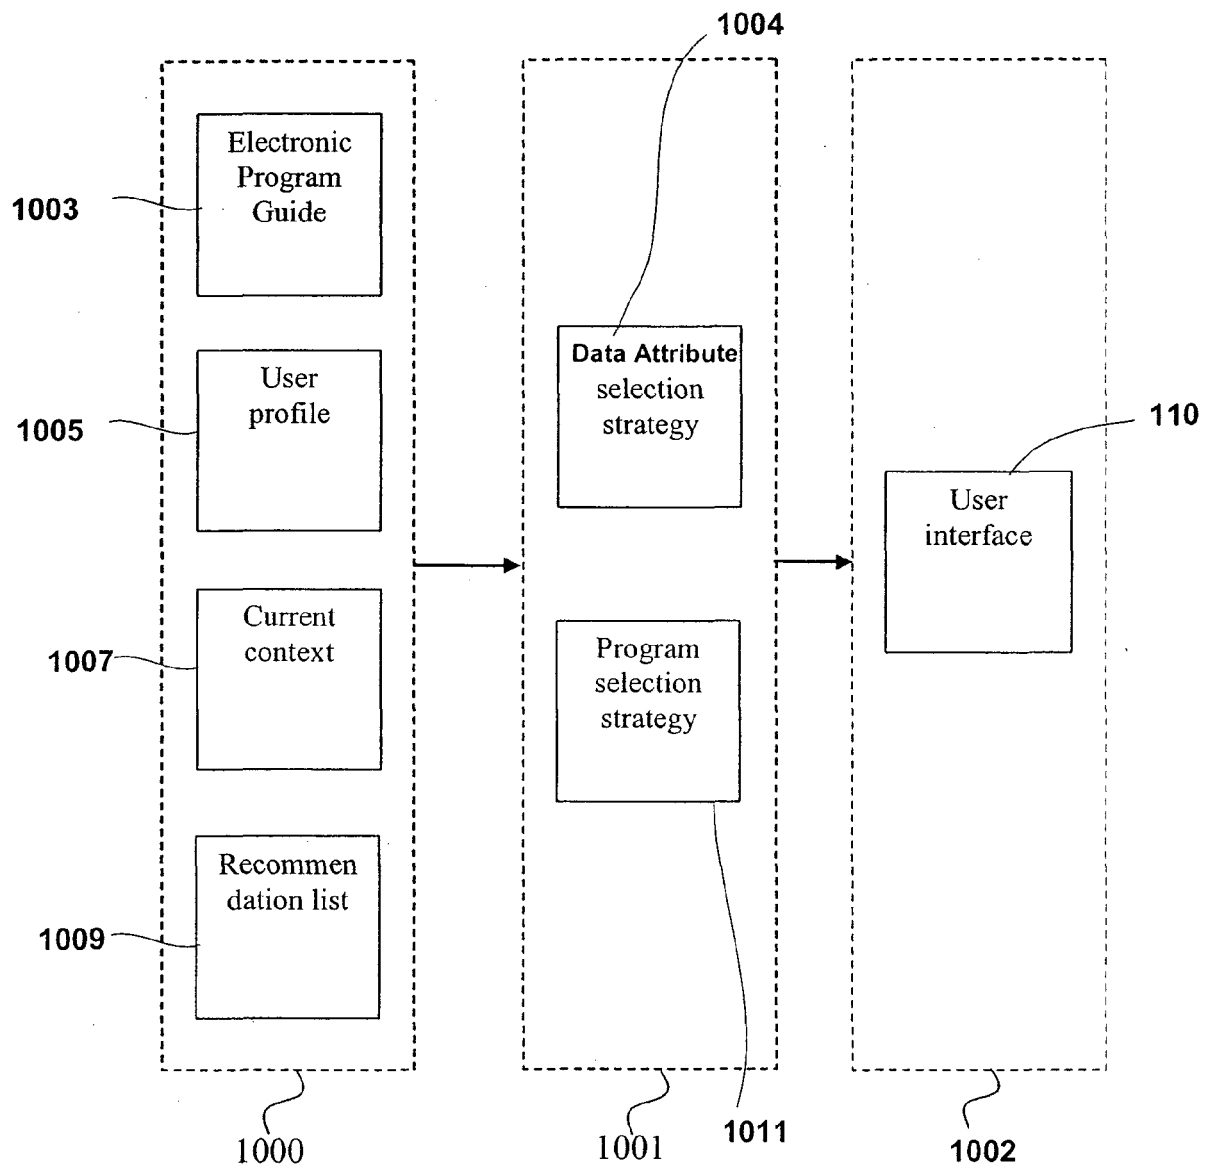 1004
Electronic
Program
Guide
1003
User
profile
1005
Current
context
1007
Recommen
dation list
1009
1000
Data Attribute
selection
strategy
Program
selection
strategy
1011
1001
110
User
interface
1002